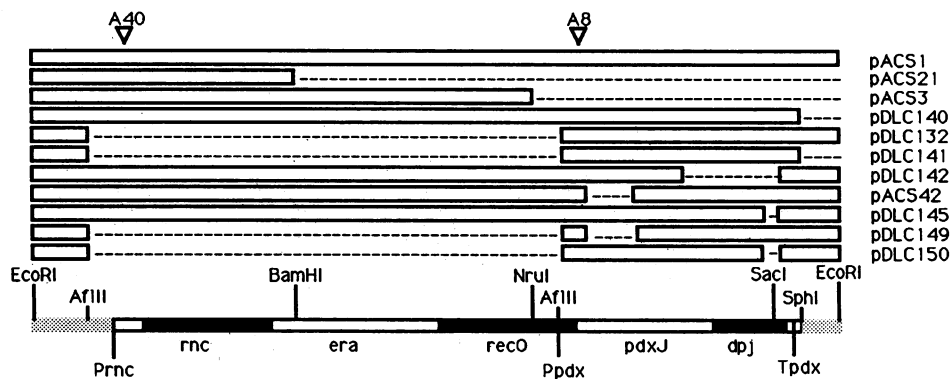 A40 A8
pACS1
pACS21
pACS3
pDLC140
pDLC132
pDLC141
pDLC142
pACS42
pDLC145
pDLC149
pDLC150
EcoRI BamHI NruI SacI EcoRI
AflII AflII SphI
rnc era recO pdxJ dpj
Prnc Ppdx Tpdx